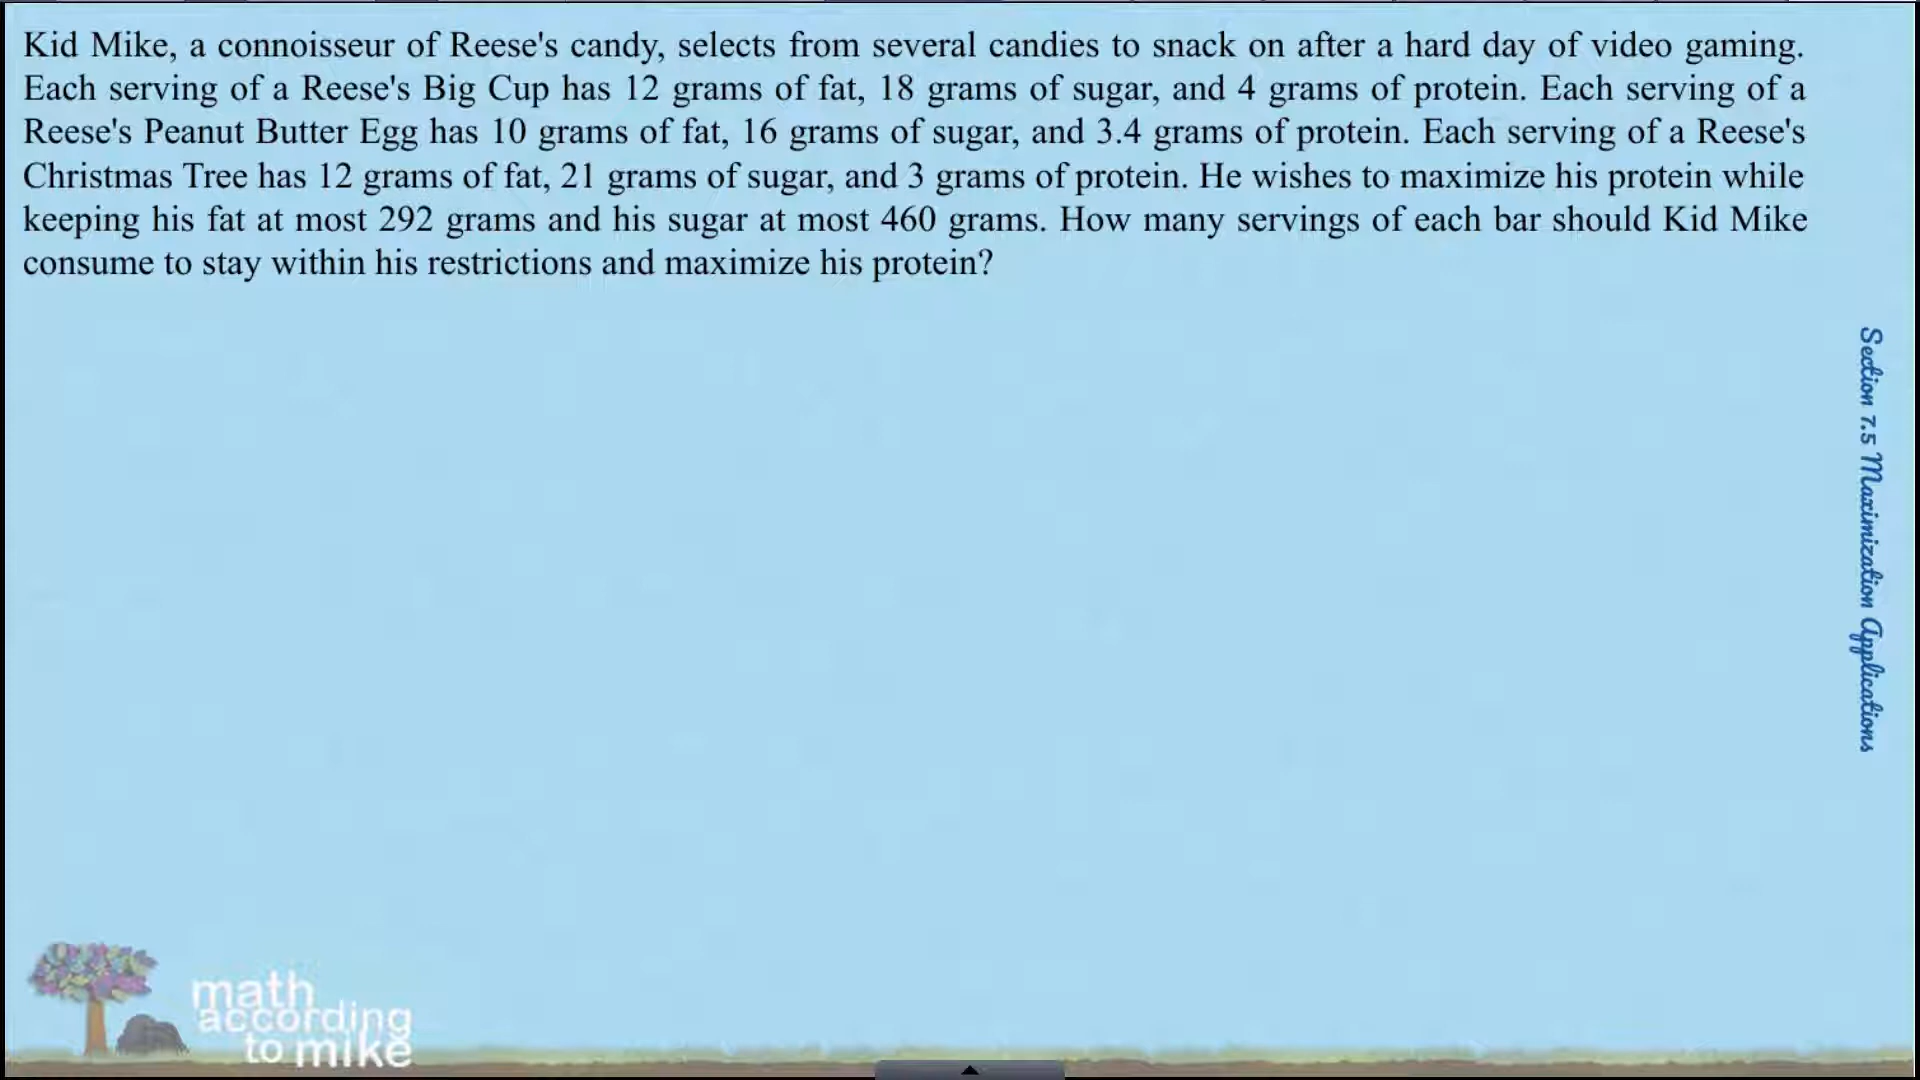 Kid Mike, a connoisseur of Reese's candy, selects from several candies to snack on after a hard day of video gaming.
Each serving of a Reese's Big Cup has 12 grams of fat, 18 grams of sugar, and 4 grams of protein. Each serving of a
Reese's Peanut Butter Egg has 10 grams of fat, 16 grams of sugar, and 3.4 grams of protein. Each serving of a Reese's
Christmas Tree has 12 grams of fat, 21 grams of sugar, and 3 grams of protein. He wishes to maximize his protein while
keeping his fat at most 292 grams and his sugar at most 460 grams. How many servings of each bar should Kid Mike
consume to stay within his restrictions and maximize his protein?
Section 7.5 Maximization Applications
math
according
to mike